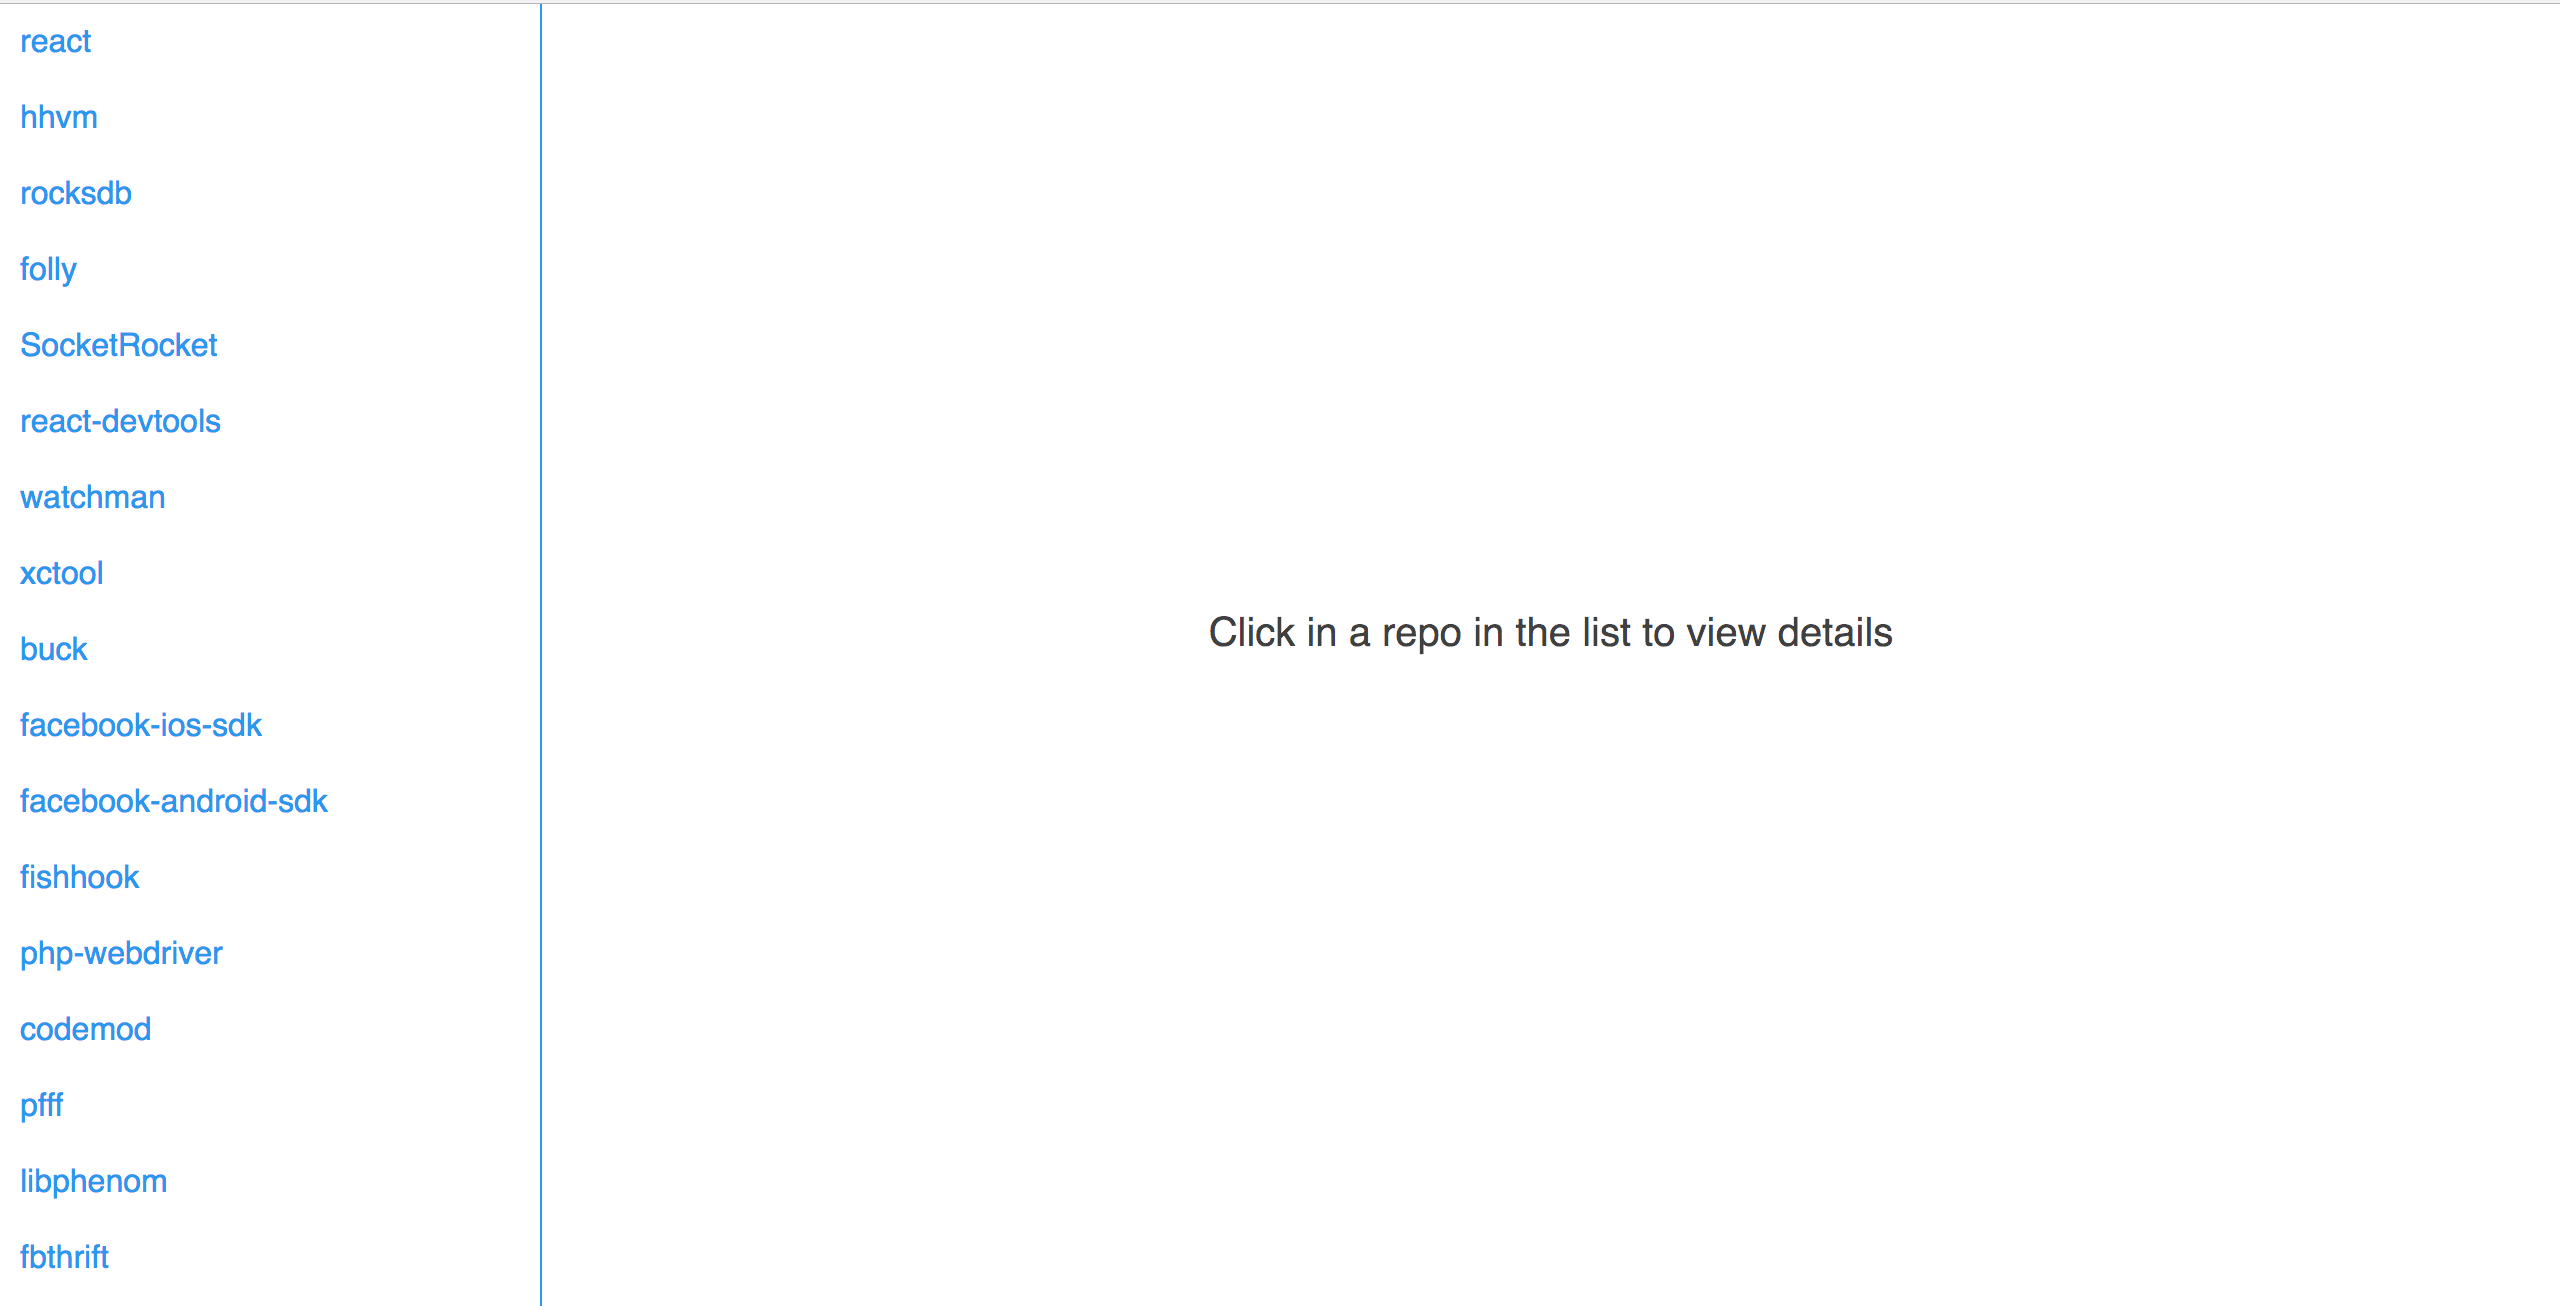 react
hhvm
rocksdb
folly
SocketRocket
react-devtools
watchman
xctool
buck
facebook-ios-sdk
facebook-android-sdk
fishhook
php-webdriver
codemod
pfff
libphenom
fbthrift
Click in a repo in the list to view details